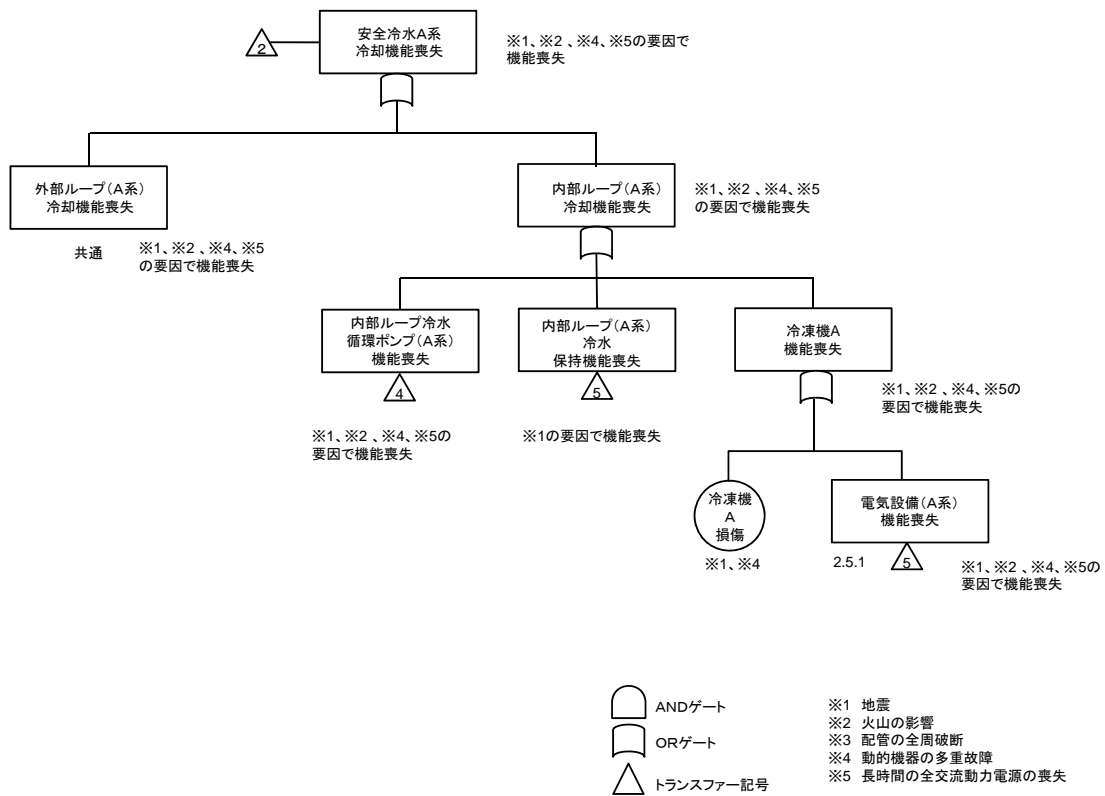 2
安全冷水A系
冷却機能喪失
※1、※2 、※4、※5の要因で
機能喪失
外部ループ(A系)
冷却機能喪失
共通
※1、※2 、※4、※5
の要因で機能喪失
内部ループ(A系)
冷却機能喪失
※1、※2 、※4、※5
の要因で機能喪失
内部ループ冷水
循環ポンプ(A系)
機能喪失
4
※1、※2 、※4、※5の
要因で機能喪失
内部ループ(A系)
冷水
保持機能喪失
5
※1の要因で機能喪失
冷凍機A
機能喪失
※1、※2 、※4、※5の
要因で機能喪失
冷凍機
A
損傷
※1、※4
電気設備(A系)
機能喪失
2.5.1
5
※1、※2 、※4、※5の
要因で機能喪失
ANDゲート
ORゲート
トランスファー記号
※1 地震
※2 火山の影響
※3 配管の全周破断
※4 動的機器の多重故障
※5 長時間の全交流動力電源の喪失